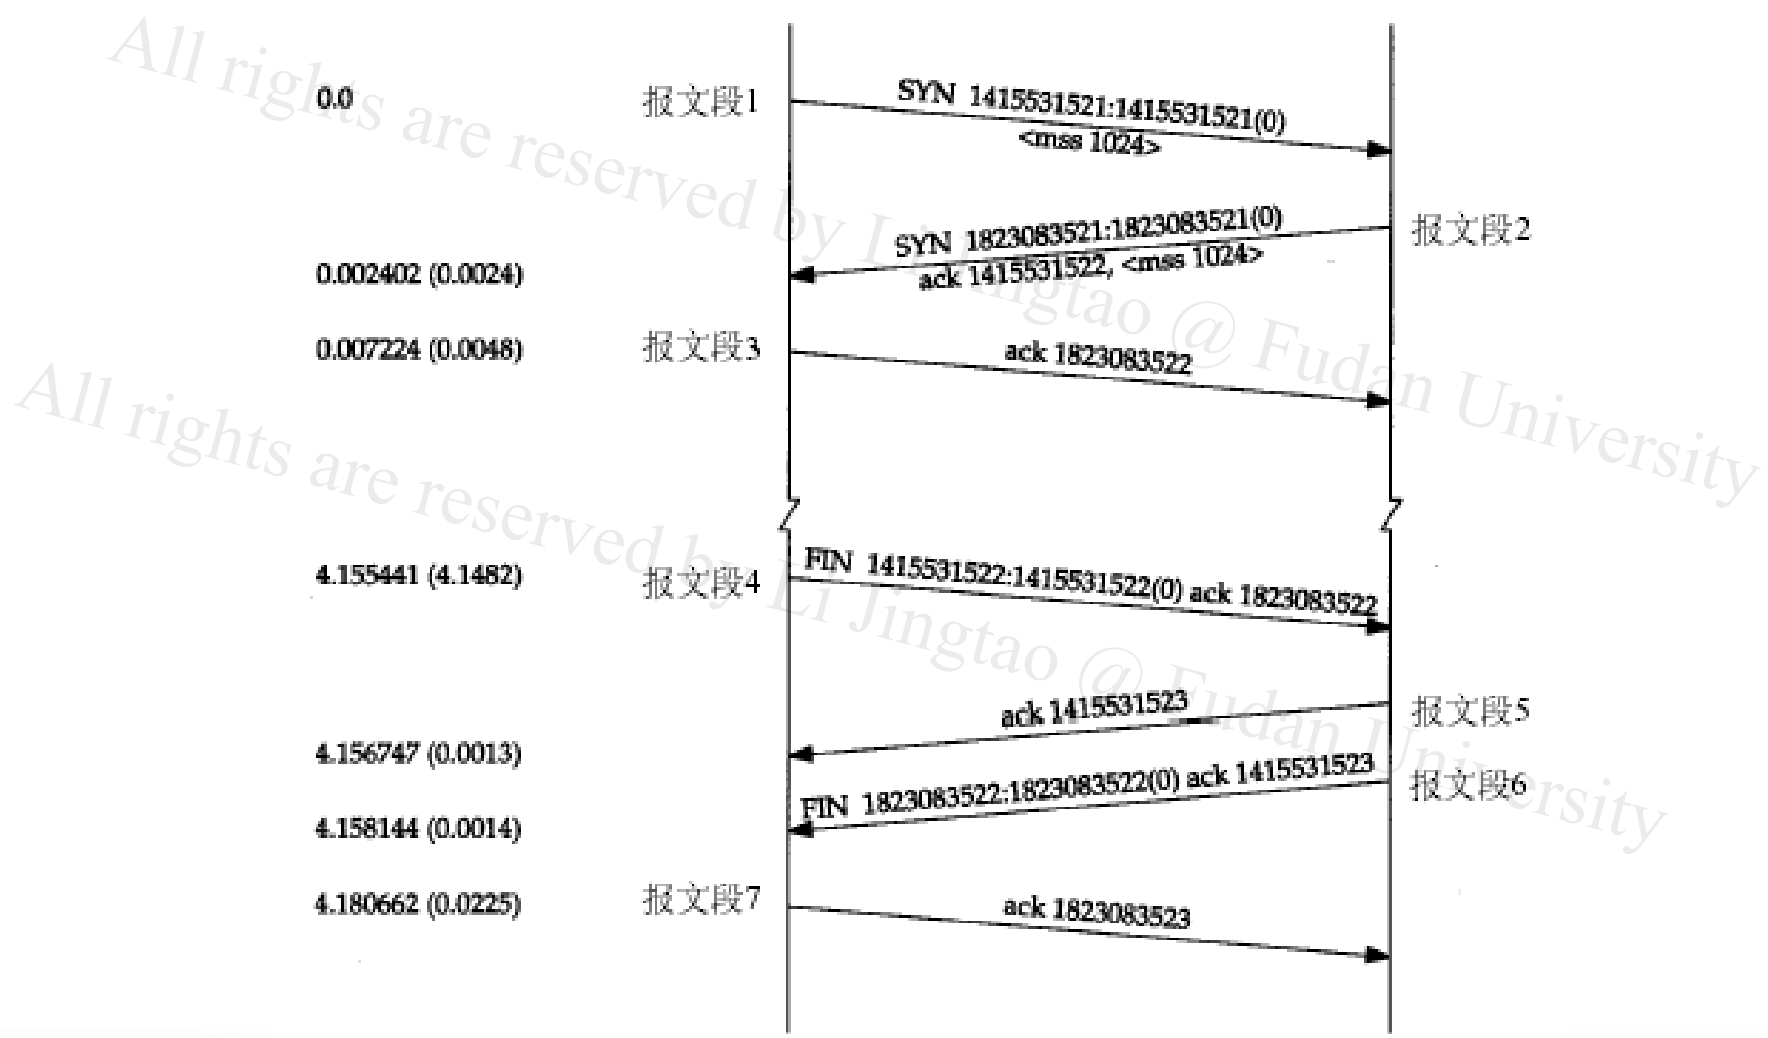 0.0 报文段1 SYN 1415531521:1415531521(0)
<mss 1024>
SYN 1823083521:1823083521(0) 报文段2
0.002402 (0.0024) ack 1415531522, <mss 1024>
0.007224 (0.0048) 报文段3 ack 1823083522
4.155441 (4.1482) 报文段4 FIN 1415531522:1415531522(0) ack 1823083522
ack 1415531523 报文段5
4.156747 (0.0013)
FIN 1823083522:1823083522(0) ack 1415531523 报文段6
4.158144 (0.0014)
4.180662 (0.0225) 报文段7 ack 1823083523
All rights are reserved by Li Jingtao @ Fudan University
All rights are reserved by Li Jingtao @ Fudan University